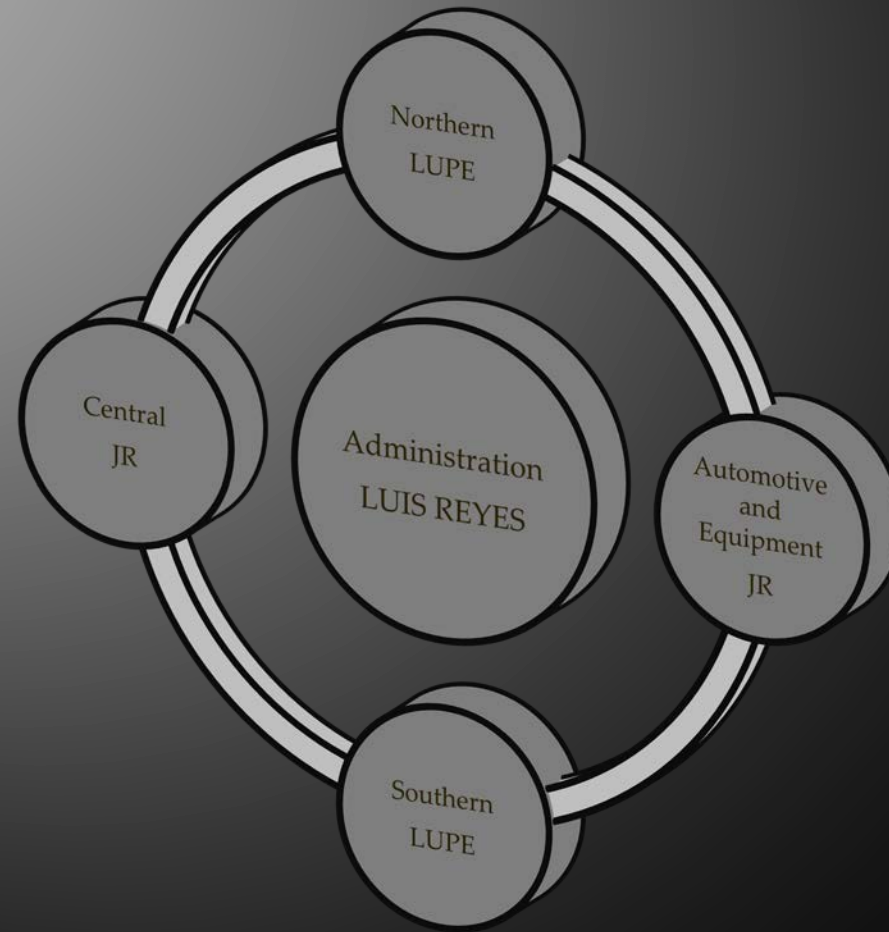 Northern
LUPE
Central
JR
Administration
LUIS REYES
Automotive
and
Equipment
JR
Southern
LUPE